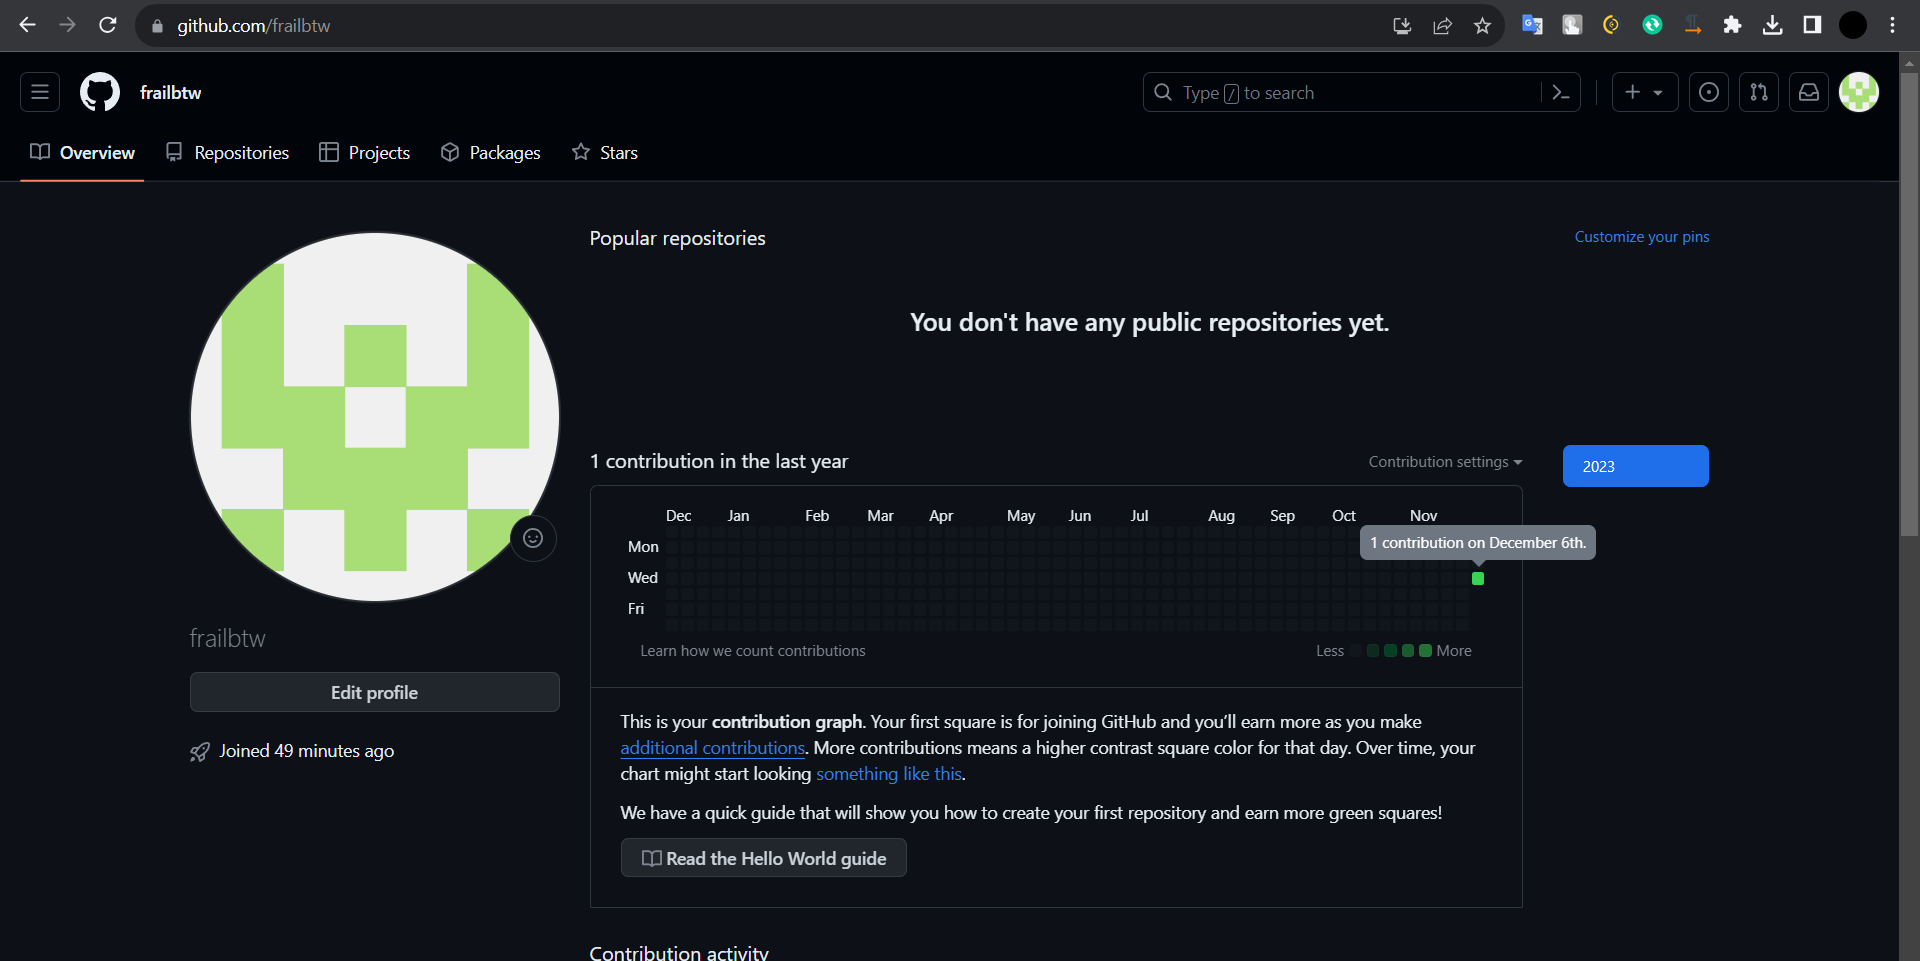 github.com/frailbtw
frailbtw
Type / to search
Overview
Repositories
Projects
Packages
Stars
Popular repositories
Customize your pins
You don't have any public repositories yet.
1 contribution in the last year
Contribution settings
2023
Dec Jan Feb Mar Apr May Jun Jul Aug Sep Oct Nov
Mon
1 contribution on December 6th.
Wed
Fri
Learn how we count contributions
Less More
frailbtw
Edit profile
Joined 49 minutes ago
This is your contribution graph. Your first square is for joining GitHub and you’ll earn more as you make
additional contributions. More contributions means a higher contrast square color for that day. Over time, your
chart might start looking something like this.
We have a quick guide that will show you how to create your first repository and earn more green squares!
Read the Hello World guide
Contribution activity